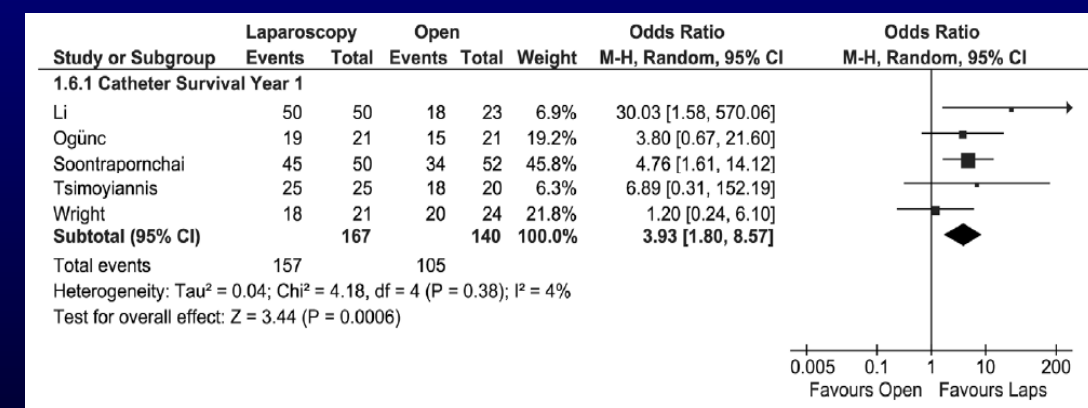 Laparoscopy Open Odds Ratio Odds Ratio
Study or Subgroup Events Total Events Total Weight M-H, Random, 95% CI M-H, Random, 95% CI
1.6.1 Catheter Survival Year 1
Li 50 50 18 23 6.9% 30.03 [1.58, 570.06]
Ogünc 19 21 15 21 19.2% 3.80 [0.67, 21.60]
Soontrapornchai 45 50 34 52 45.8% 4.76 [1.61, 14.12]
Tsimoyiannis 25 25 18 20 6.3% 6.89 [0.31, 152.19]
Wright 18 21 20 24 21.8% 1.20 [0.24, 6.10]
Subtotal (95% CI) 167 140 100.0% 3.93 [1.80, 8.57]
Total events 157 105
Heterogeneity: Tau² = 0.04; Chi² = 4.18, df = 4 (P = 0.38); I² = 4%
Test for overall effect: Z = 3.44 (P = 0.0006)
0.005 0.1 1 10 200
Favours Open Favours Laps